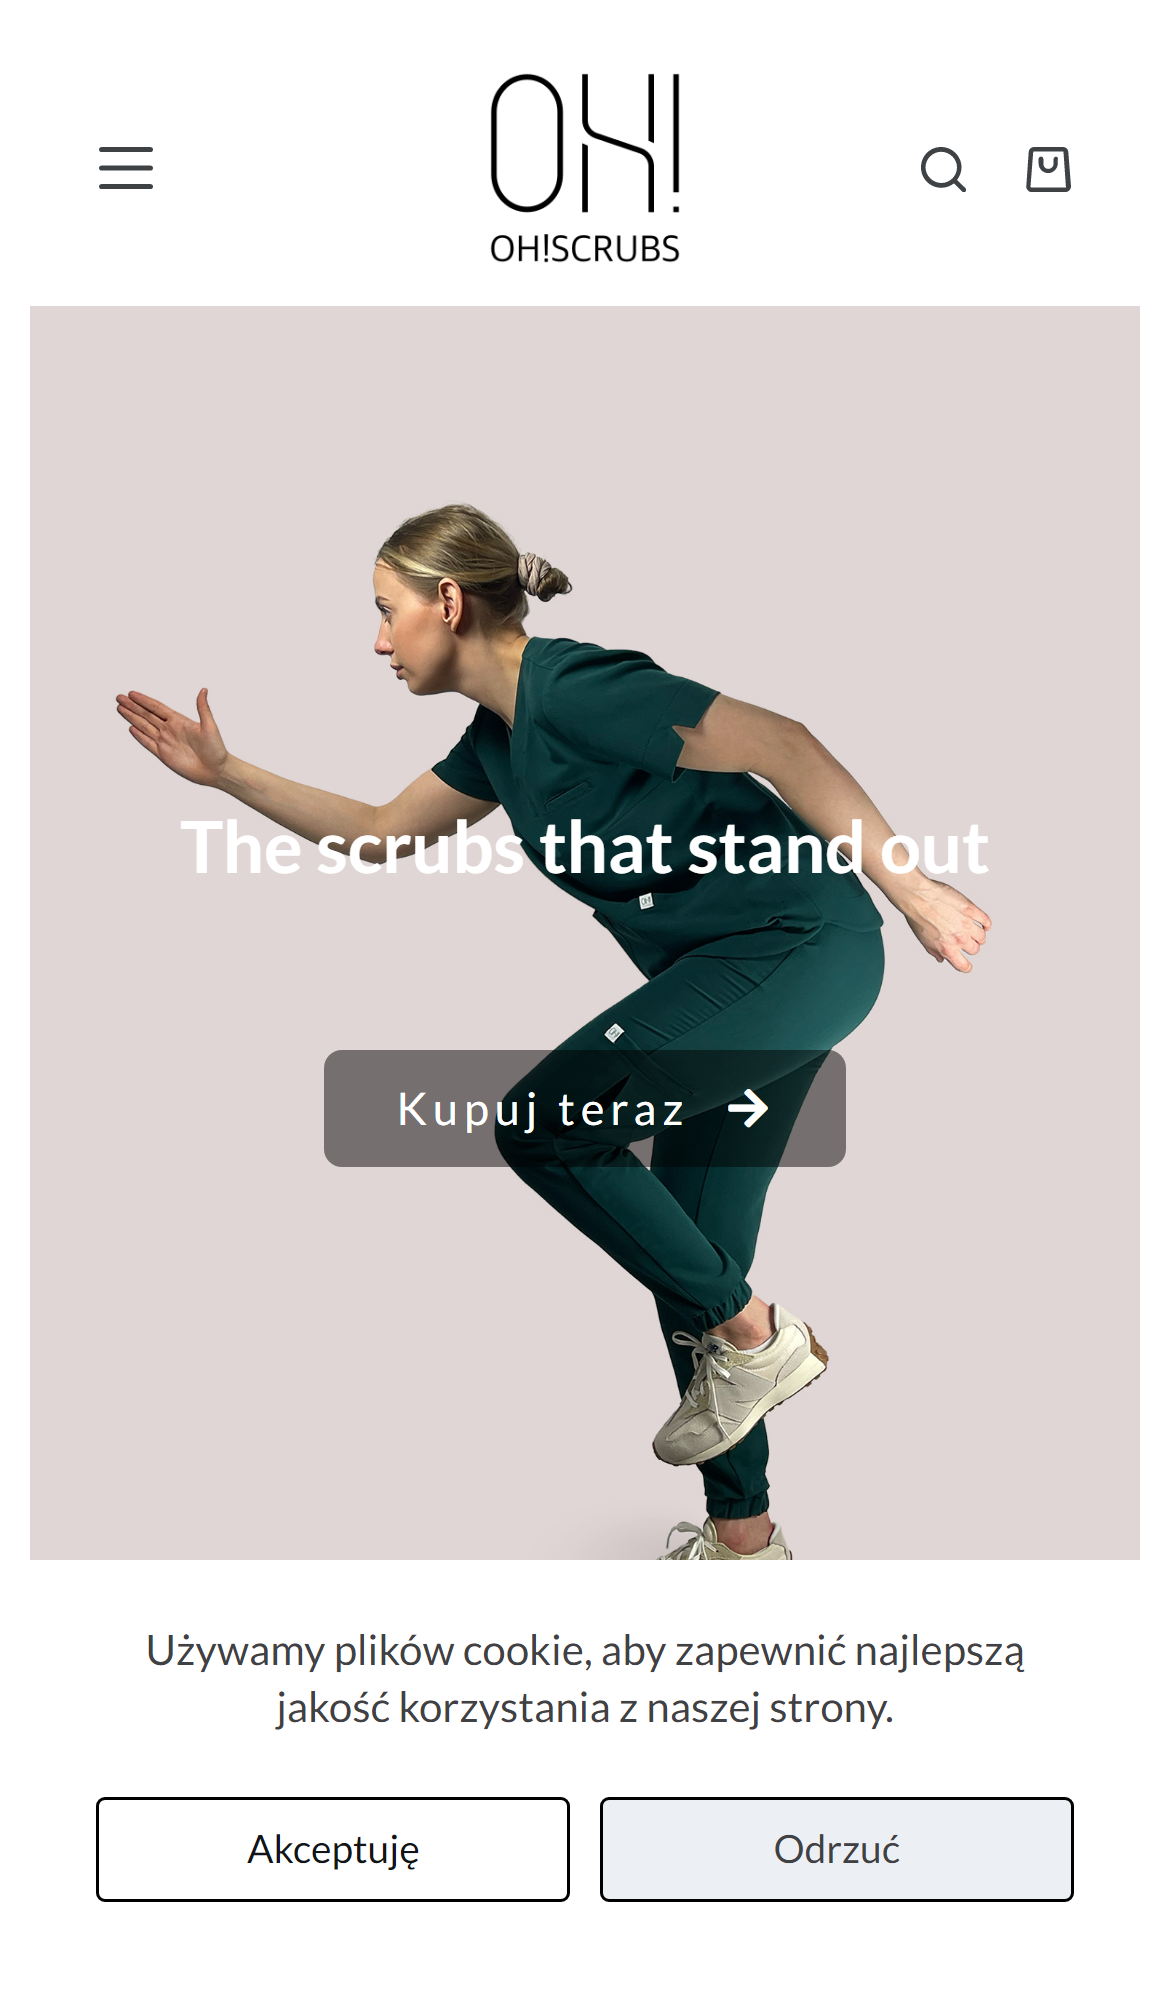 OH!
OH!SCRUBS
The scrubs that stand out
Kupuj teraz
Używamy plików cookie, aby zapewnić najlepszą
jakość korzystania z naszej strony.
Akceptuję
Odrzuć